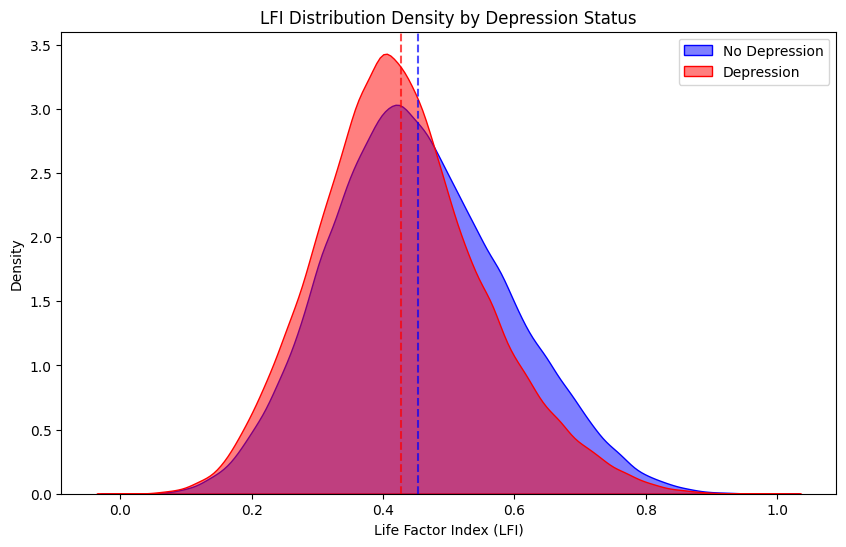 LFI Distribution Density by Depression Status
No Depression
Depression
3.5
3.0
2.5
2.0
1.5
1.0
0.5
0.0
Density
0.0 0.2 0.4 0.6 0.8 1.0
Life Factor Index (LFI)